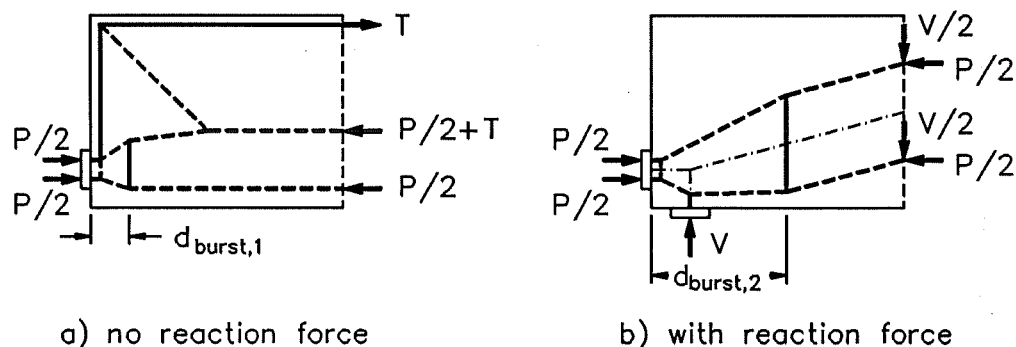 T
P/2
P/2
P/2+T
P/2
d burst,1
a) no reaction force
V/2
P/2
V/2
P/2
P/2
P/2
V
d burst,2
b) with reaction force